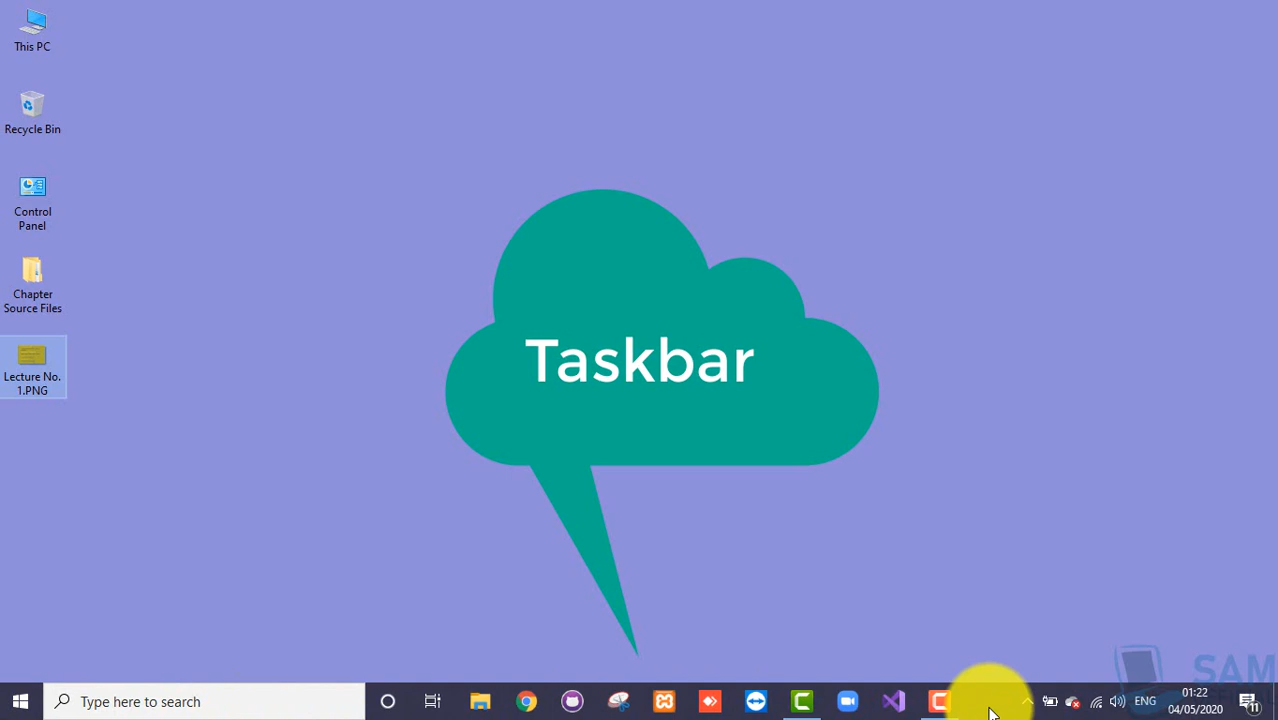 This PC
Recycle Bin
Control
Panel
Chapter
Source Files
Lecture No.
1.PNG
Taskbar
SAM
Type here to search
ENG
01:22
04/05/2020
11